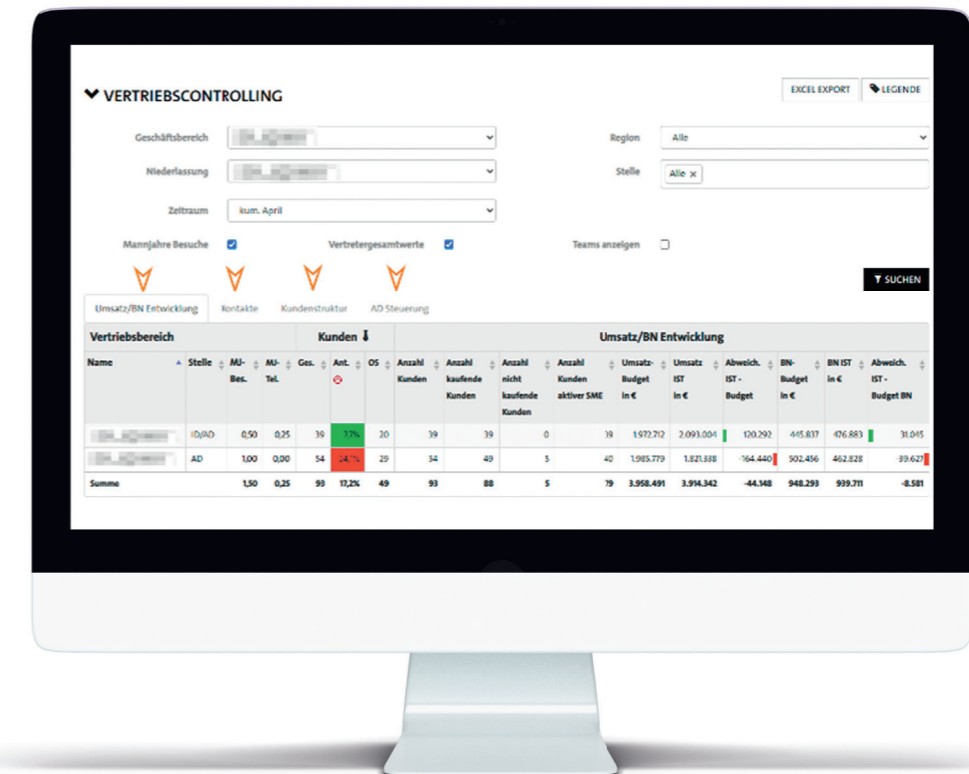 VERTRIEBSCONTROLLING
EXCEL EXPORT
LEGENDE
Geschäftsbereich
Region Alle
Niederlassung
Stelle Alle ×
Zeitraum kum. April
Mannjahre Besuche Vertretergesamtwerte Teams anzeigen
SUCHEN
Umsatz/BN Entwicklung Kontakte Kundenstruktur AD Steuerung
Vertriebsbereich Kunden Umsatz/BN Entwicklung
Name Stelle MJ- MJ- Ges. Ant. OS Anzahl Anzahl Anzahl Anzahl Umsatz- Umsatz Abweich. BN- BN IST Abweich.
Bes. Tel. Kunden kaufende nicht Kunden Budget IST IST - Budget in € IST -
Kunden kaufende aktiver SME in € in € Budget in € Budget BN
Kunden
ID/AD 0,50 0,25 39 7,7% 20 39 39 0 39 1.972.712 2.093.004 120.292 445.837 476.883 31.045
AD 1,00 0,00 54 24,1% 29 54 49 5 40 1.985.779 1.821.338 -164.440 502.456 462.828 -39.627
Summe 1,50 0,25 93 17,2% 49 93 88 5 79 3.958.491 3.914.342 -44.148 948.293 939.711 -8.581